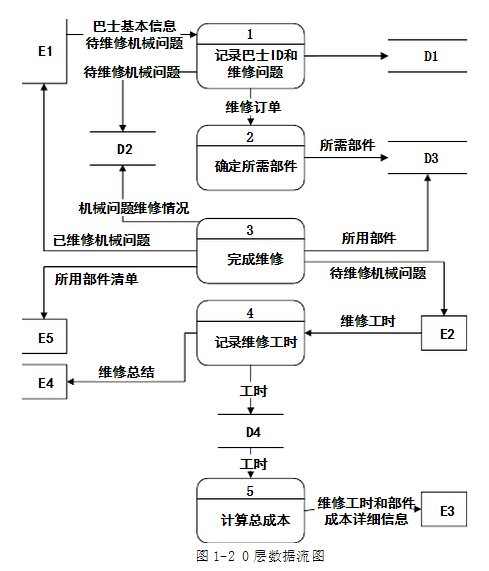 巴士基本信息
待维修机械问题
1
E1
记录巴士ID和
维修问题
D1
待维修机械问题
维修订单
2
确定所需部件
所需部件
D2
D3
机械问题维修情况
3
完成维修
已维修机械问题
所用部件
所用部件清单
待维修机械问题
4
记录维修工时
维修工时
E2
E5
维修总结
E4
工时
D4
工时
5
计算总成本
维修工时和部件
成本详细信息
E3
图1-2 0层数据流图